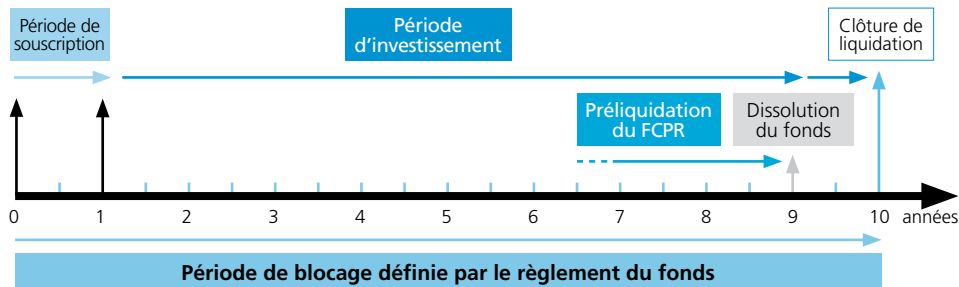 Période de
souscription
Période
d'investissement
Clôture de
liquidation
Préliquidation
du FCPR
Dissolution
du fonds
0 1 2 3 4 5 6 7 8 9 10 années
Période de blocage définie par le règlement du fonds